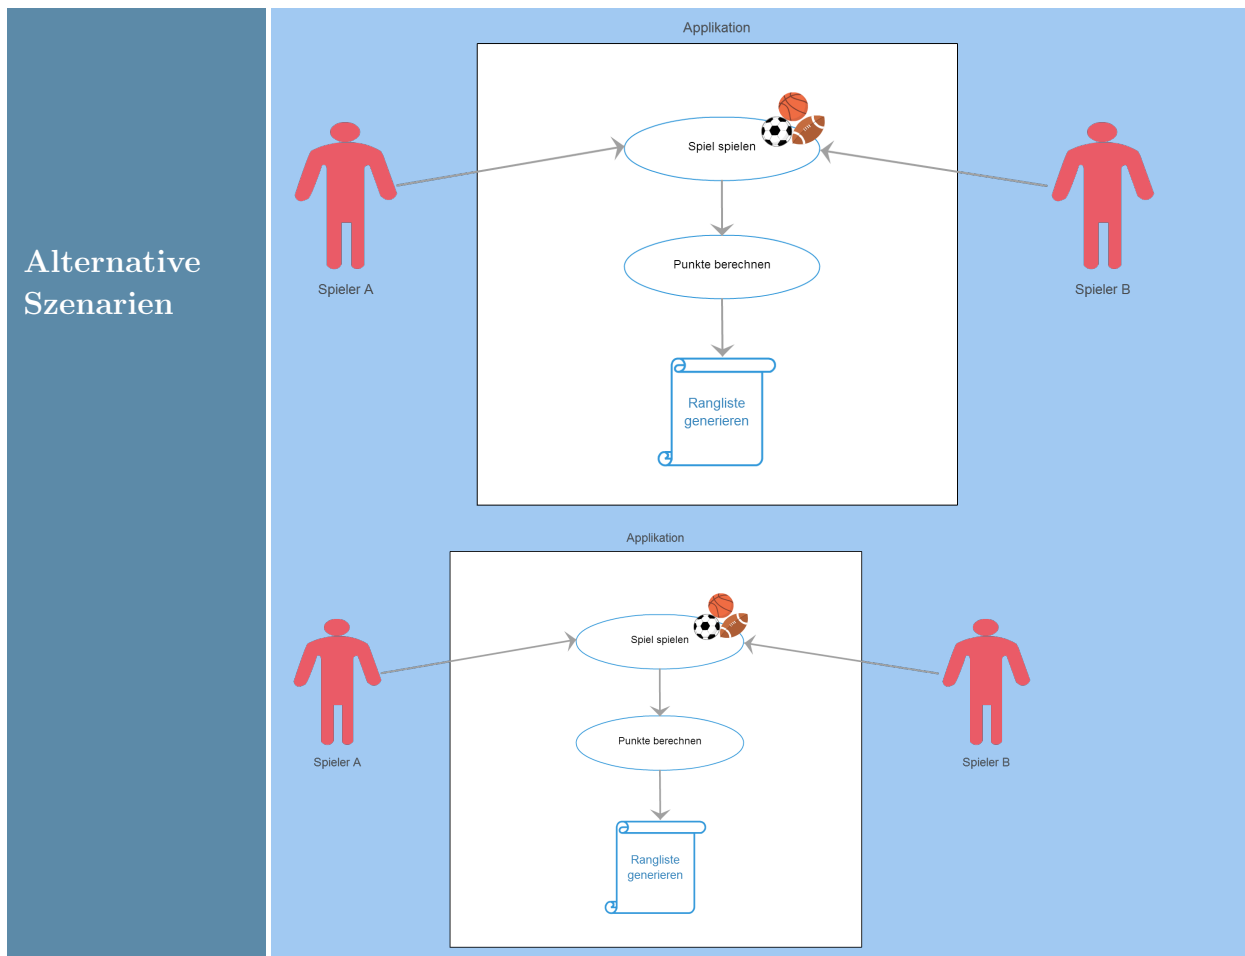 Alternative
Szenarien
Applikation
Spiel spielen
Punkte berechnen
Rangliste
generieren
Spieler A
Spieler B
Applikation
Spiel spielen
Punkte berechnen
Rangliste
generieren
Spieler A
Spieler B